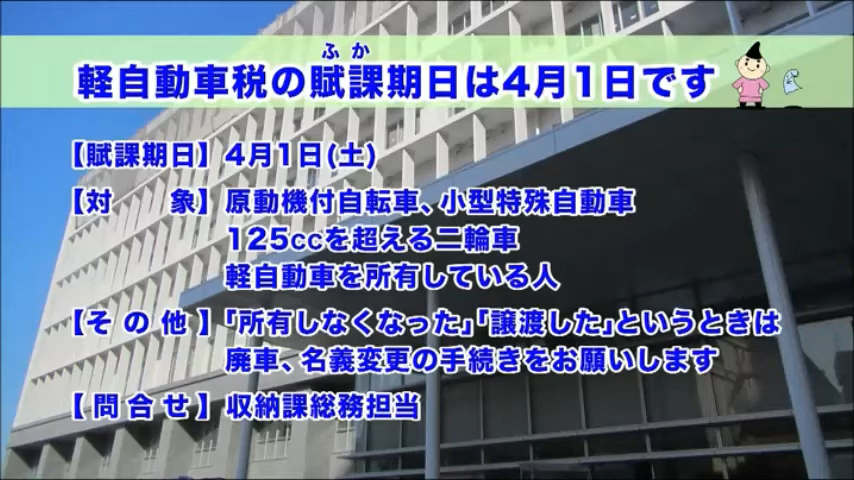 ふか
軽自動車税の賦課期日は4月1日です
【賦課期日】 4月1日(土)
【対 象】 原動機付自転車、小型特殊自動車
125ccを超える二輪車
軽自動車を所有している人
【その他】 「所有しなくなった」「譲渡した」というときは
廃車、名義変更の手続きをお願いします
【問合せ】 収納課総務担当